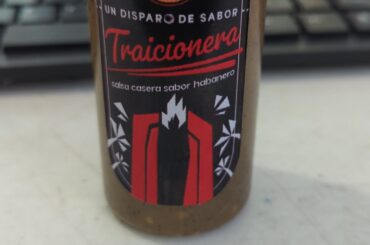 UN DISPARO DE SABOR
Traicionera
salsa casera sabor habanero